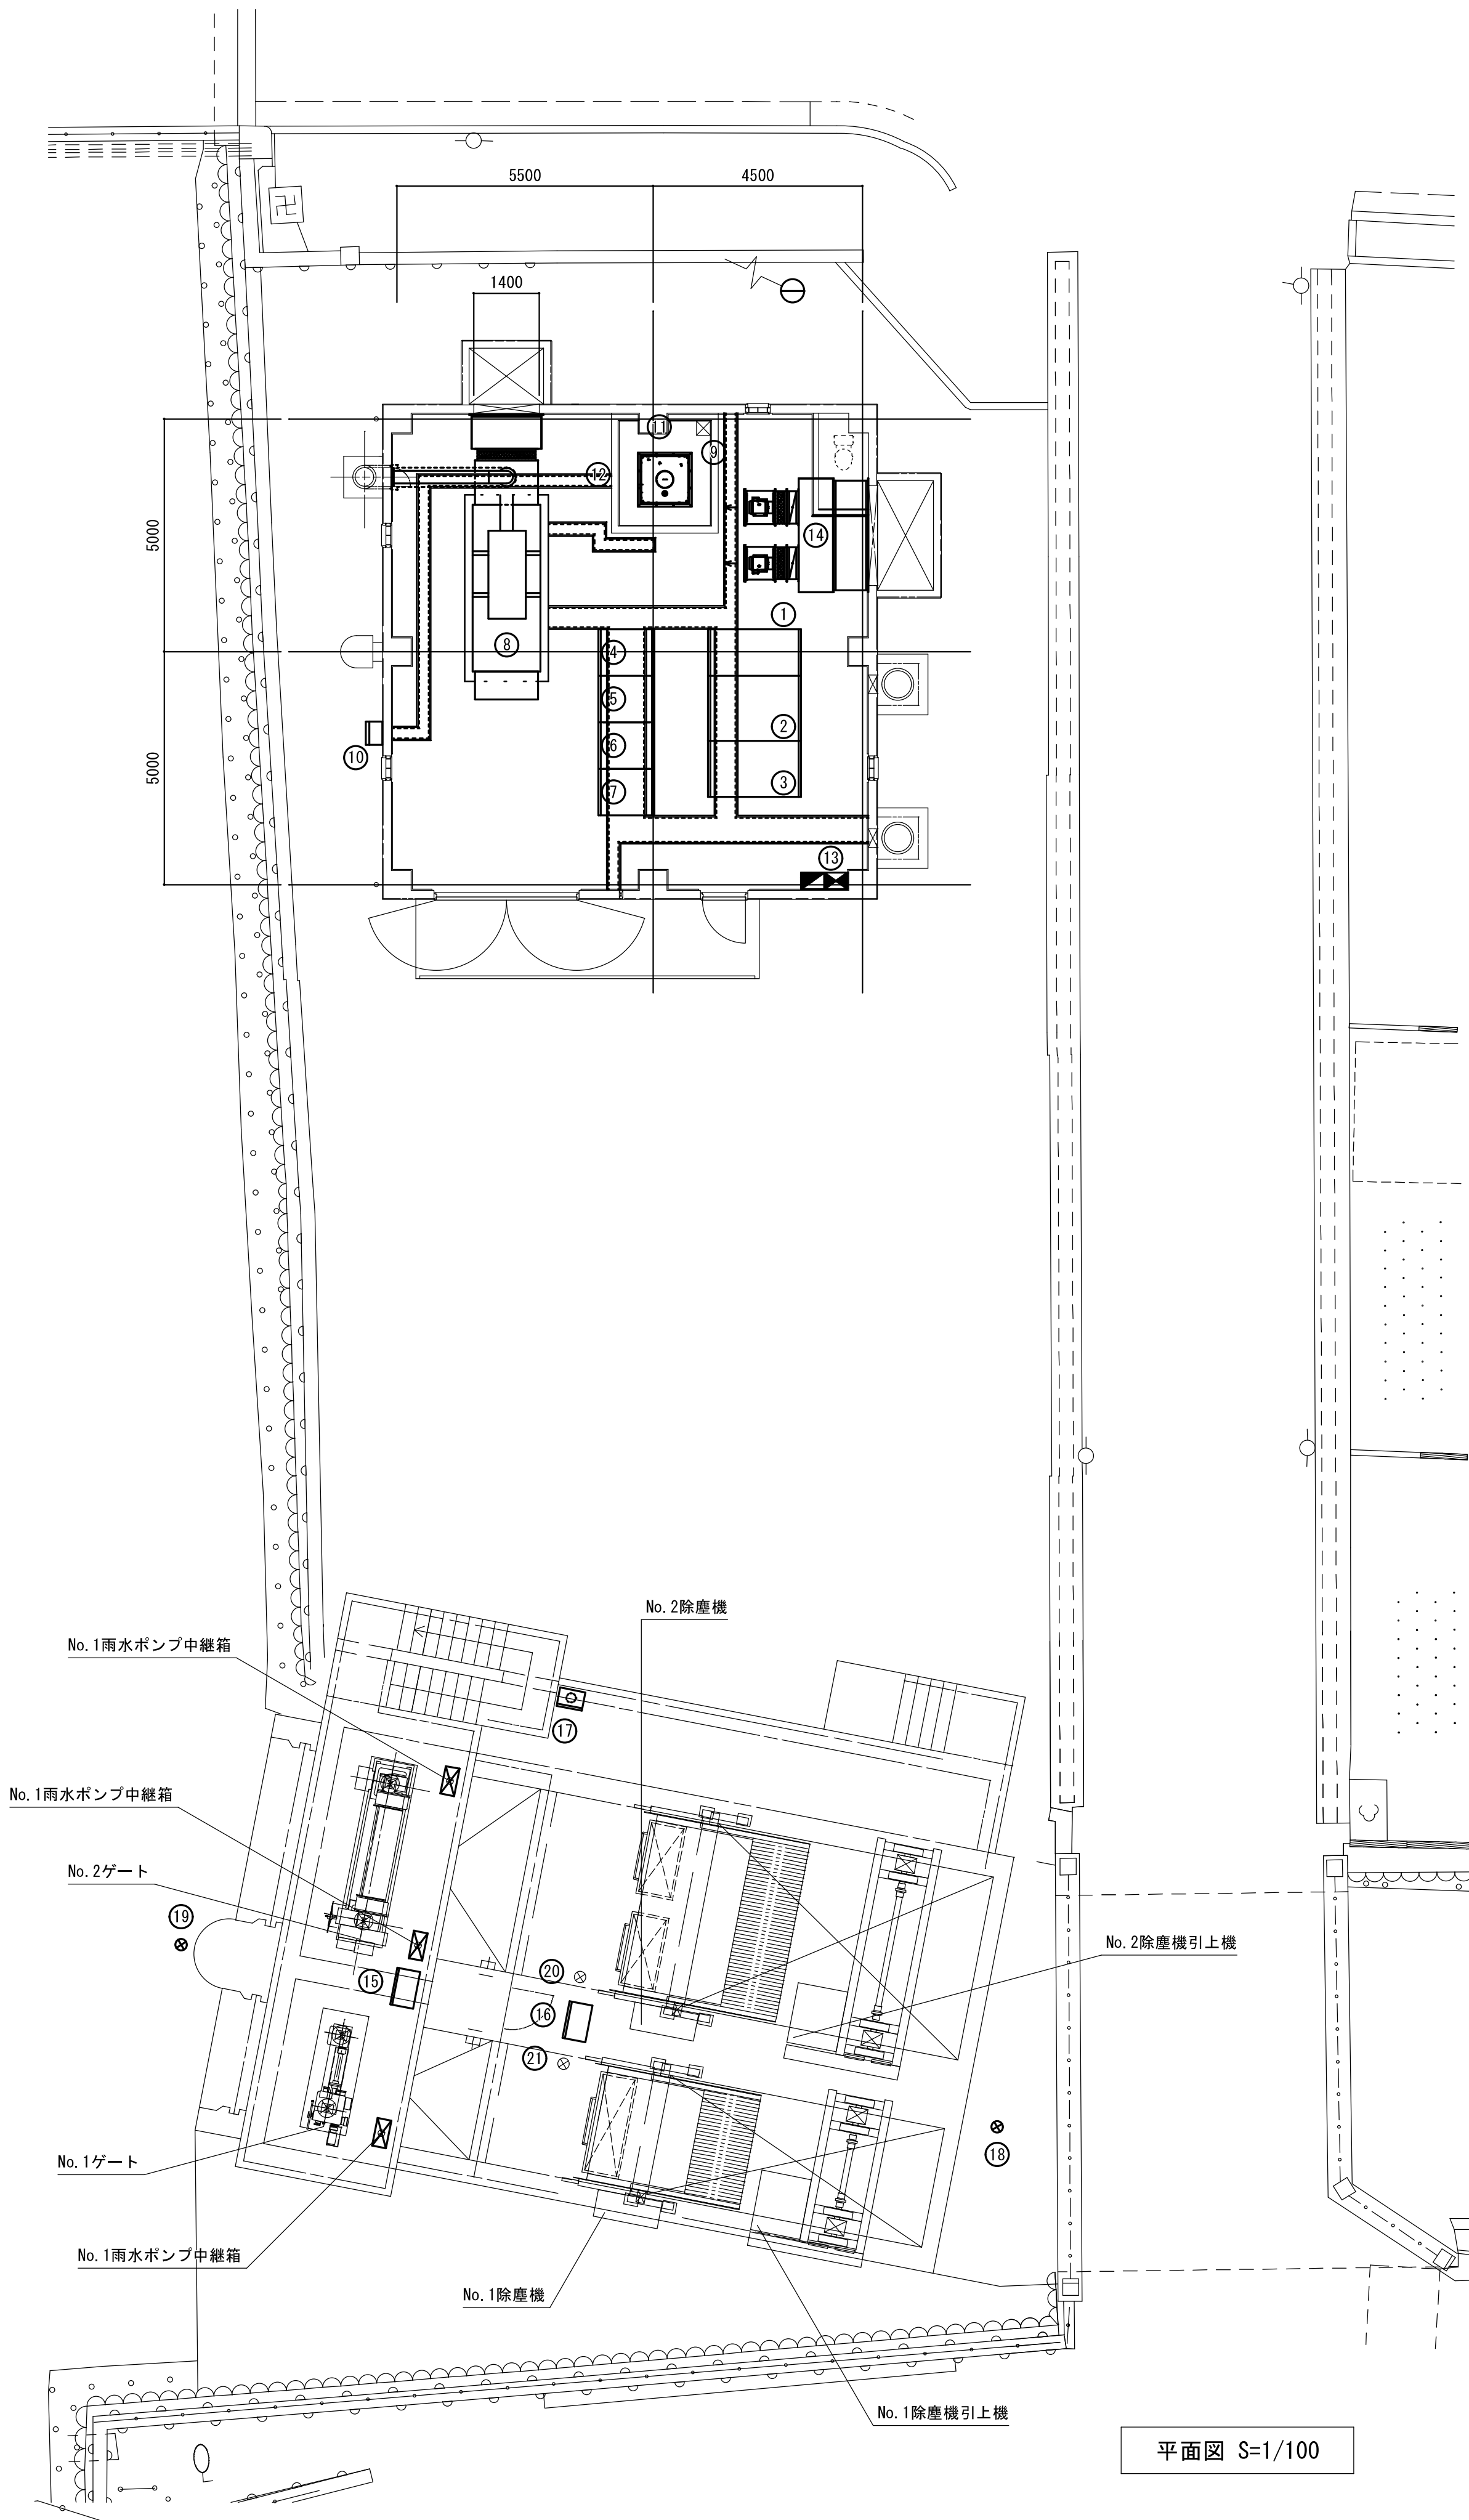 5500
4500
1400
⑪
⑨
⑫
5000
⑭
①
⑧
④
⑤
②
⑥
⑩
5000
③
⑦
⑬
No.2除塵機
No.1雨水ポンプ中継箱
⑰
No.1雨水ポンプ中継箱
No.2ゲート
⑲
No.2除塵機引上機
⑳
⑮
⑯
㉑
⑱
No.1ゲート
No.1雨水ポンプ中継箱
No.1除塵機
No.1除塵機引上機
平面図 S=1/100